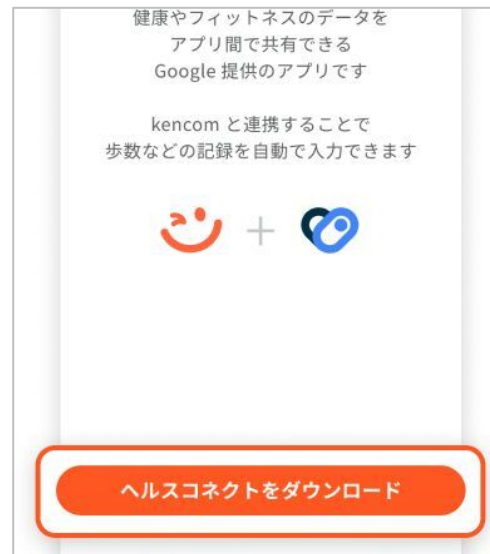 健康やフィットネスのデータを
アプリ間で共有できる
Google 提供のアプリです
kencom と連携することで
歩数などの記録を自動で入力できます
ヘルスコネクトをダウンロード